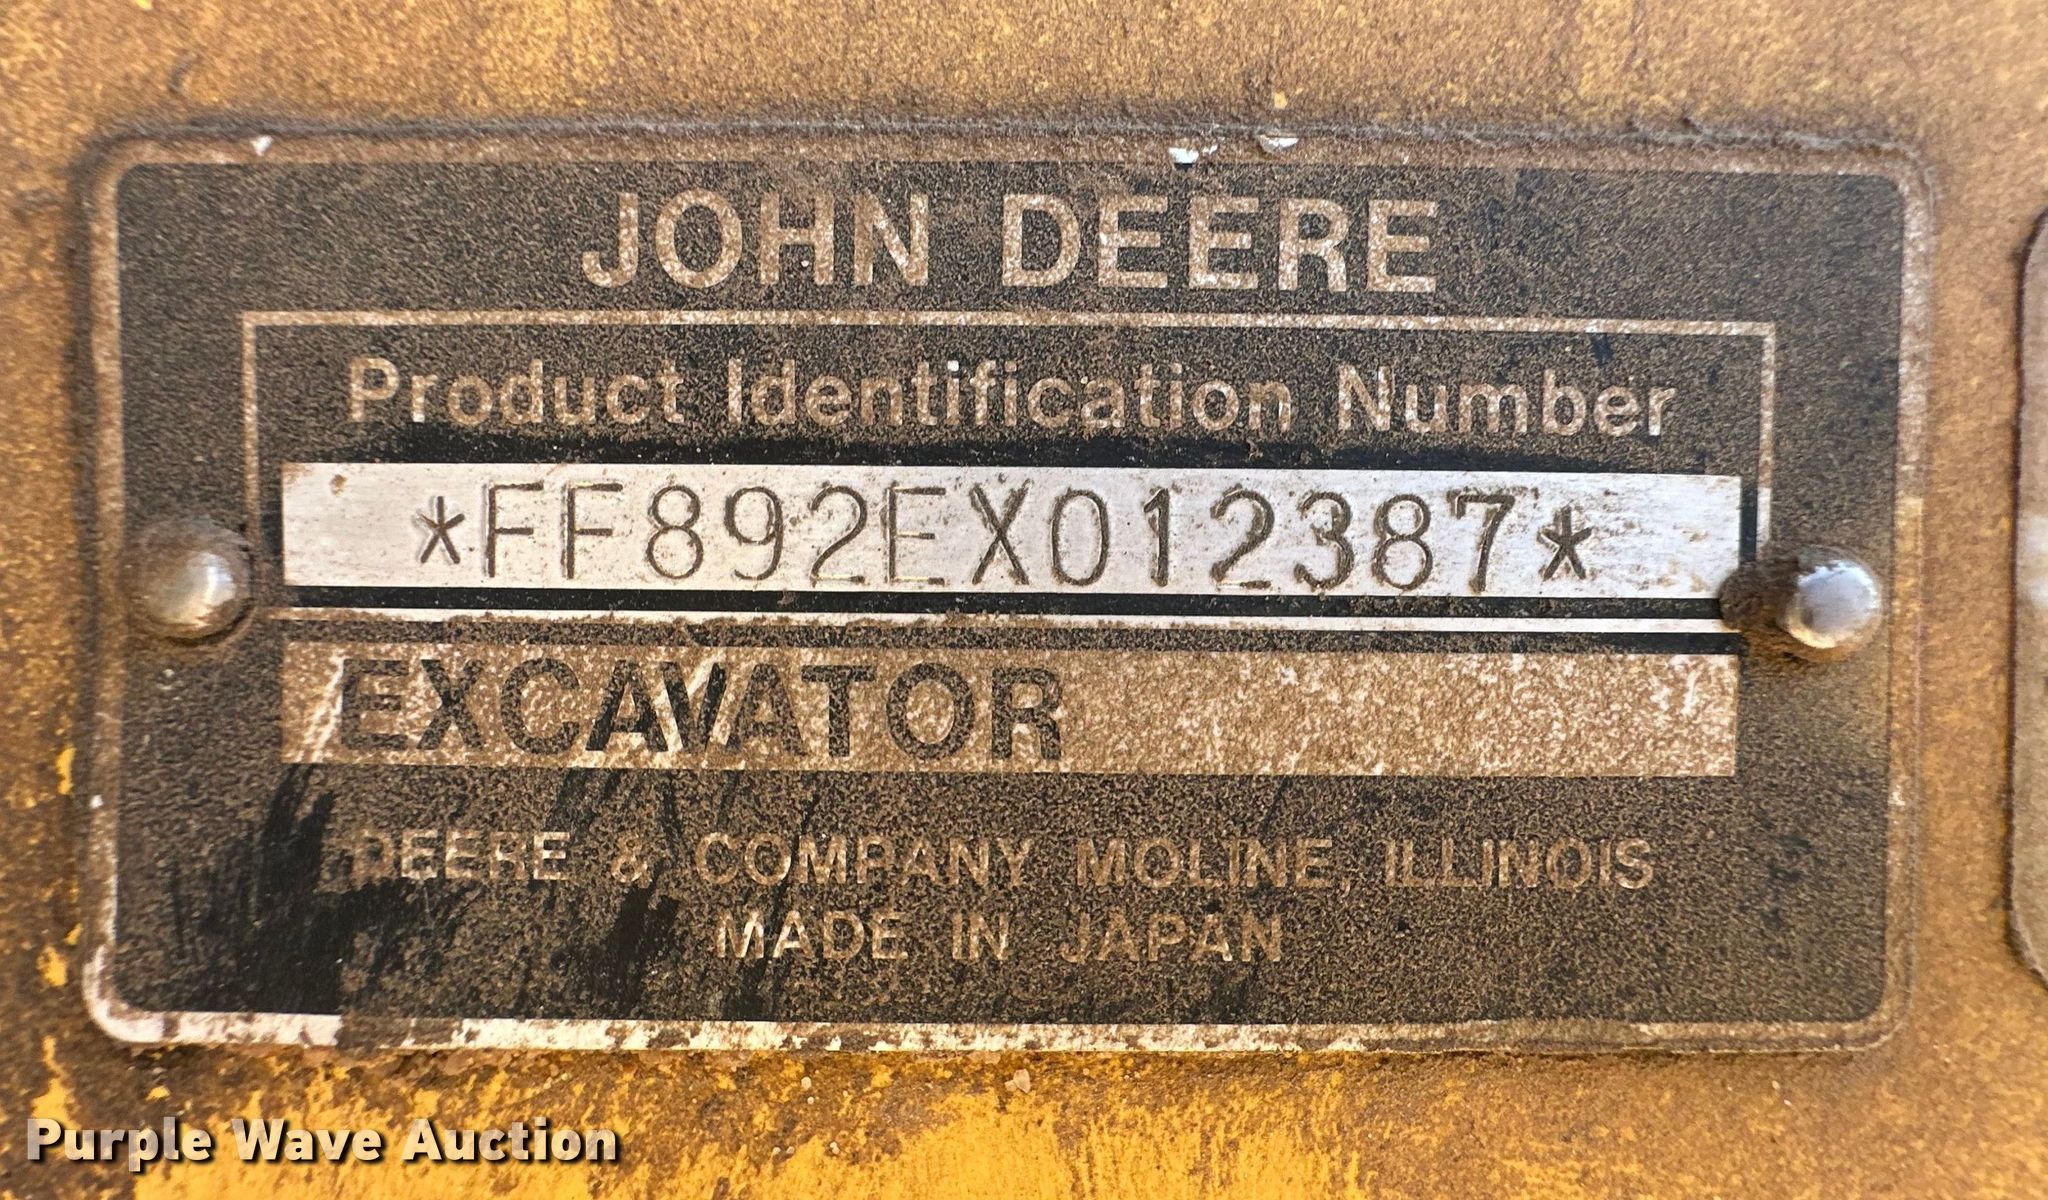 JOHN DEERE
Product Identification Number
*FF892EX012387*
EXCAVATOR
DEERE & COMPANY MOLINE, ILLINOIS
MADE IN JAPAN
Purple Wave Auction